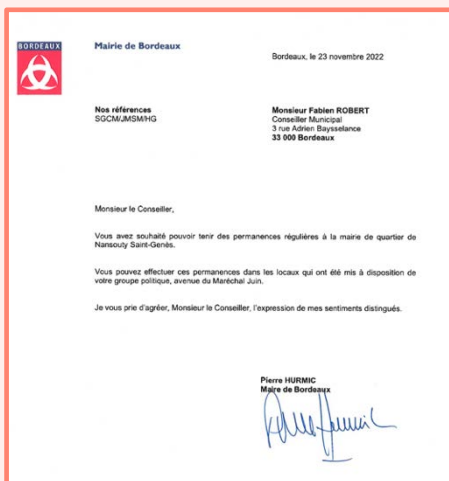 BORDEAUX
Mairie de Bordeaux
Bordeaux, le 23 novembre 2022
Nos références
SGCM/JMSM/HG
Monsieur Fabien ROBERT
Conseiller Municipal
3 rue Adrien Baysselance
33 000 Bordeaux
Monsieur le Conseiller,
Vous avez souhaité pouvoir tenir des permanences régulières à la mairie de quartier de
Nansouty Saint-Genès.
Vous pouvez effectuer ces permanences dans les locaux qui ont été mis à disposition de
votre groupe politique, avenue du Maréchal Juin.
Je vous prie d'agréer, Monsieur le Conseiller, l'expression de mes sentiments distingués.
Pierre HURMIC
Maire de Bordeaux